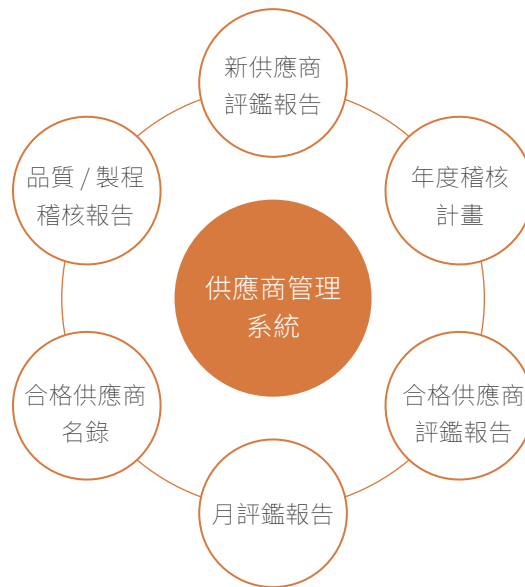 新供應商
評鑑報告
年度稽核
計畫
合格供應商
評鑑報告
月評鑑報告
合格供應商
名錄
品質 / 製程
稽核報告
供應商管理
系統